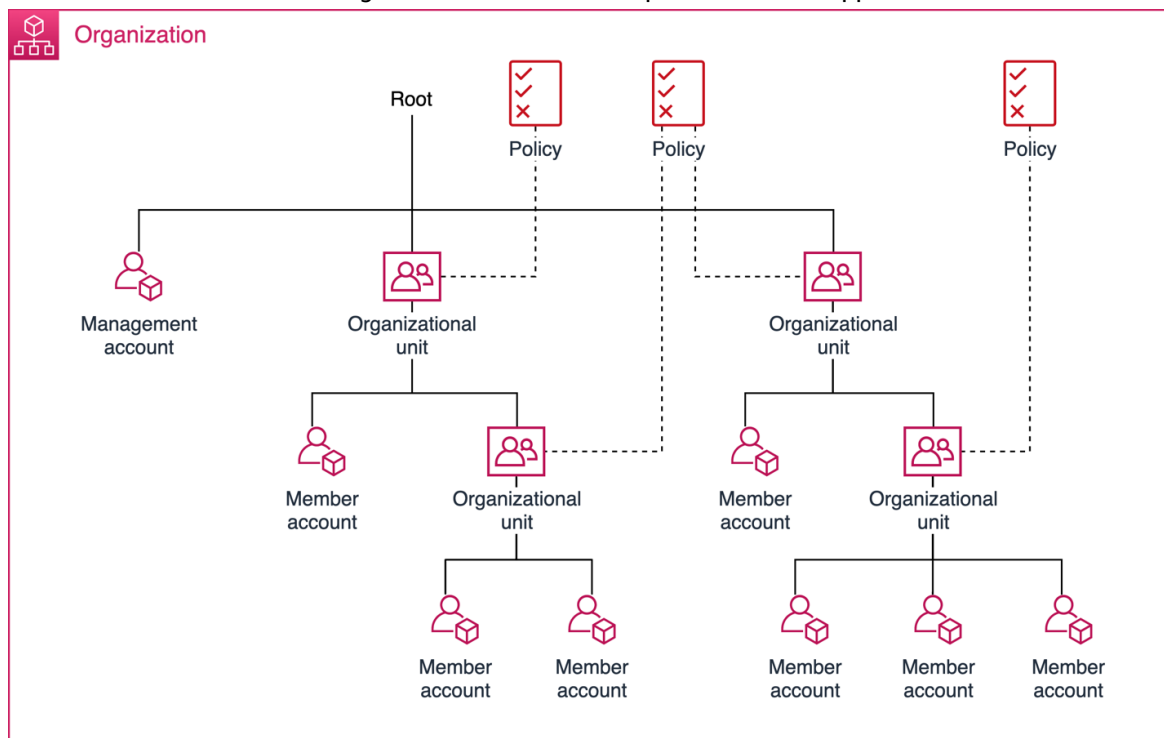 Organization
Root
Policy
Policy
Policy
Management
account
Organizational
unit
Organizational
unit
Member
account
Organizational
unit
Member
account
Organizational
unit
Member
account
Member
account
Member
account
Member
account
Member
account